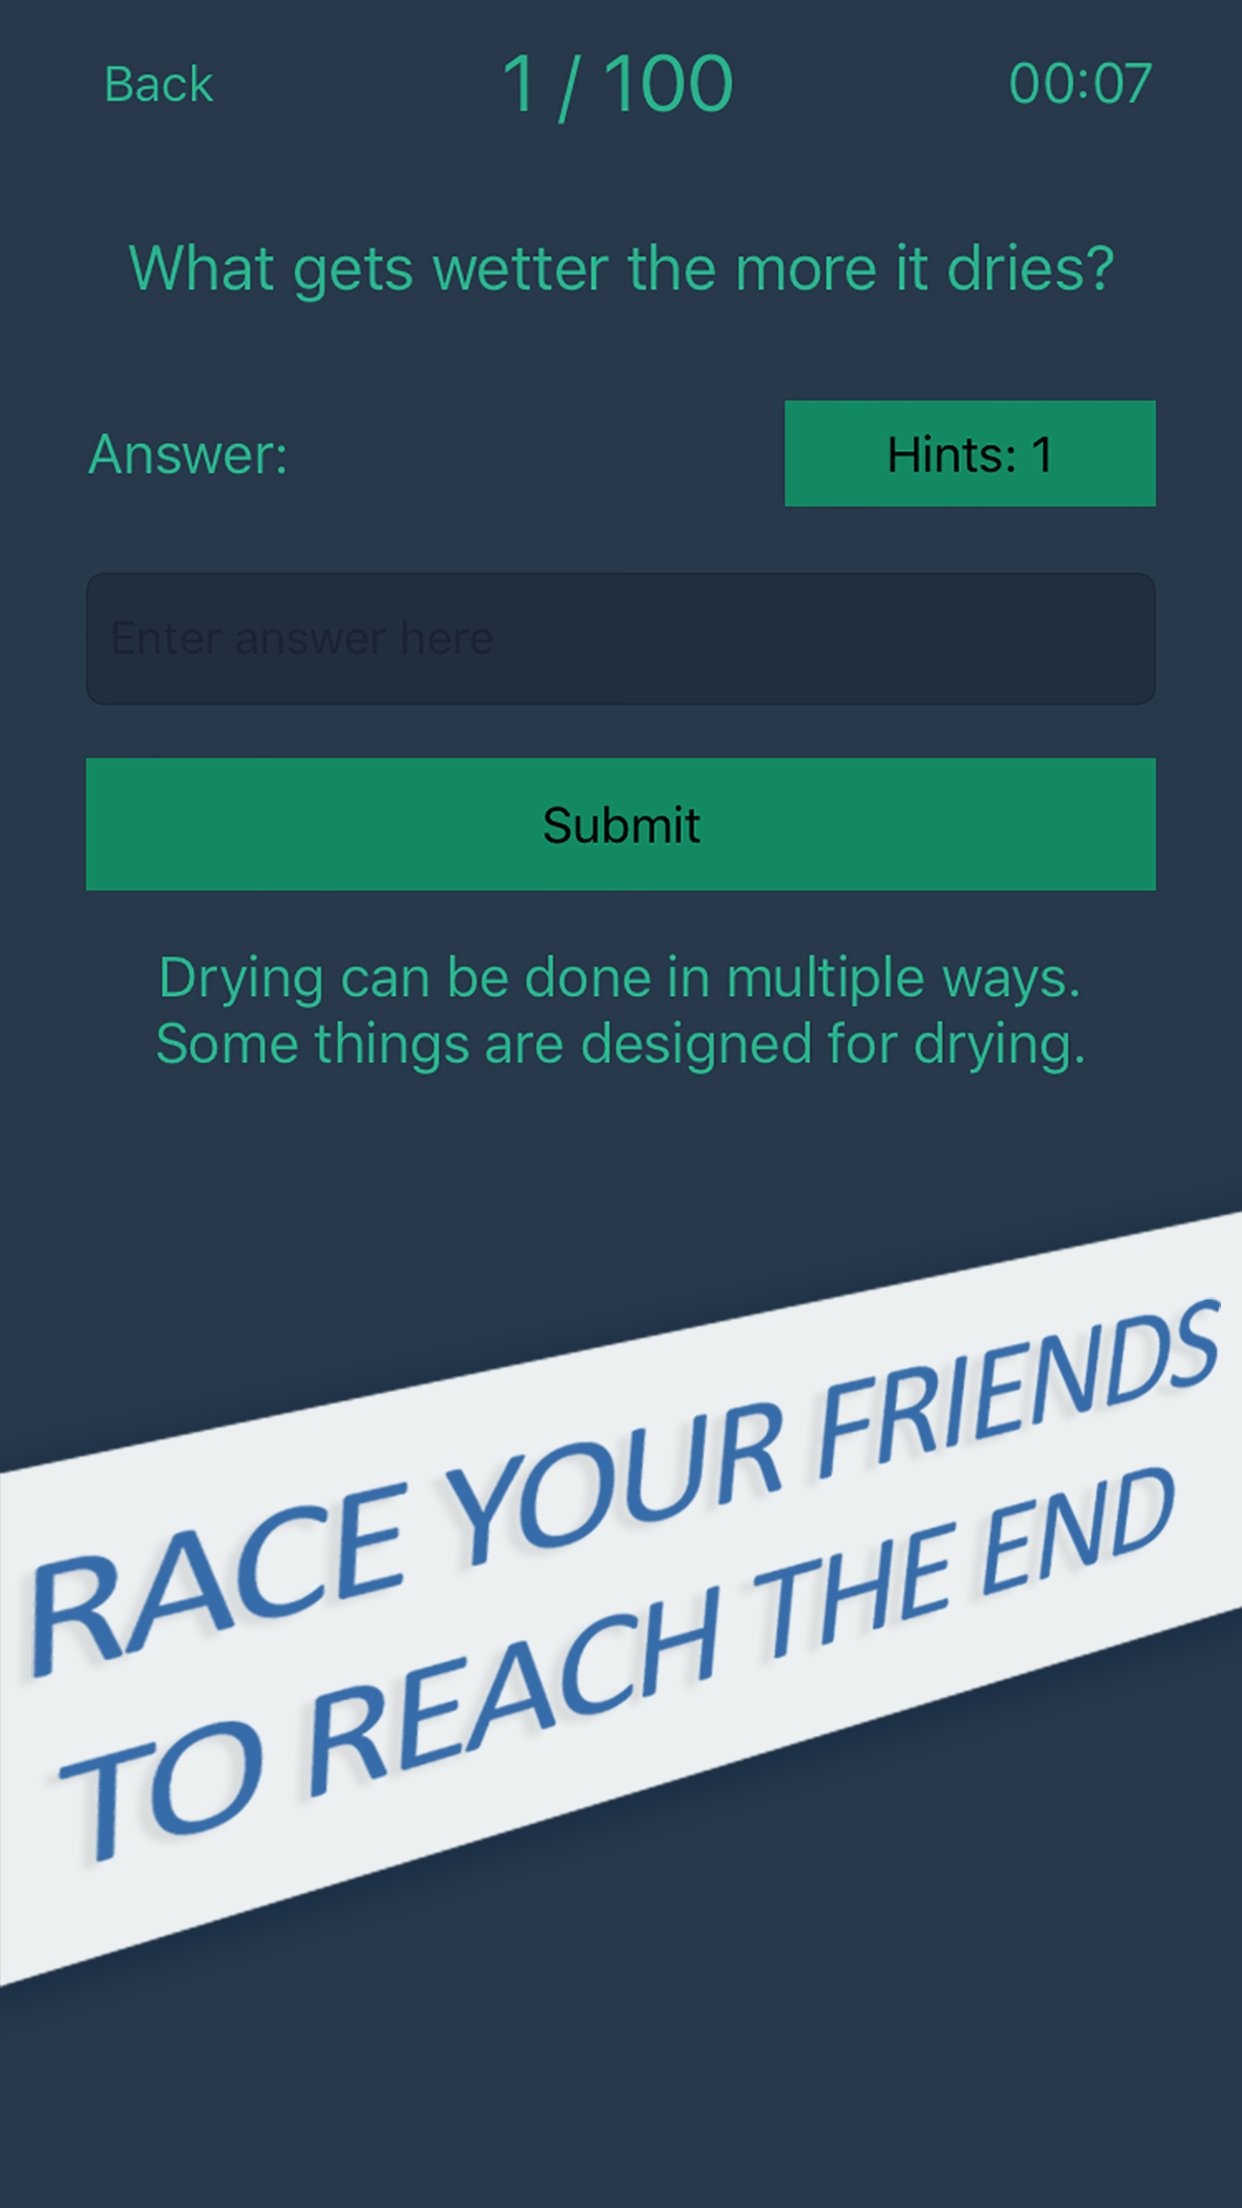 Back
1 / 100
00:07
What gets wetter the more it dries?
Answer:
Hints: 1
Enter answer here
Submit
Drying can be done in multiple ways.
Some things are designed for drying.
RACE YOUR FRIENDS
TO REACH THE END